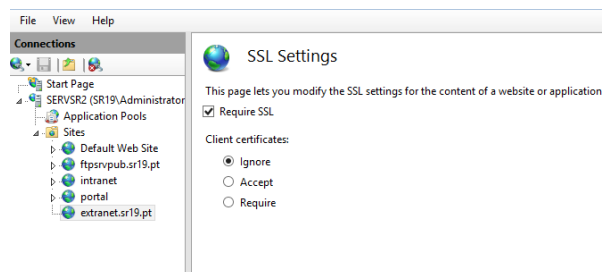 File View Help
Connections
Start Page
SERVSR2 (SR19\Administrator
Application Pools
Sites
Default Web Site
ftpsrvpub.sr19.pt
intranet
portal
extranet.sr19.pt
SSL Settings
This page lets you modify the SSL settings for the content of a website or application
Require SSL
Client certificates:
Ignore
Accept
Require